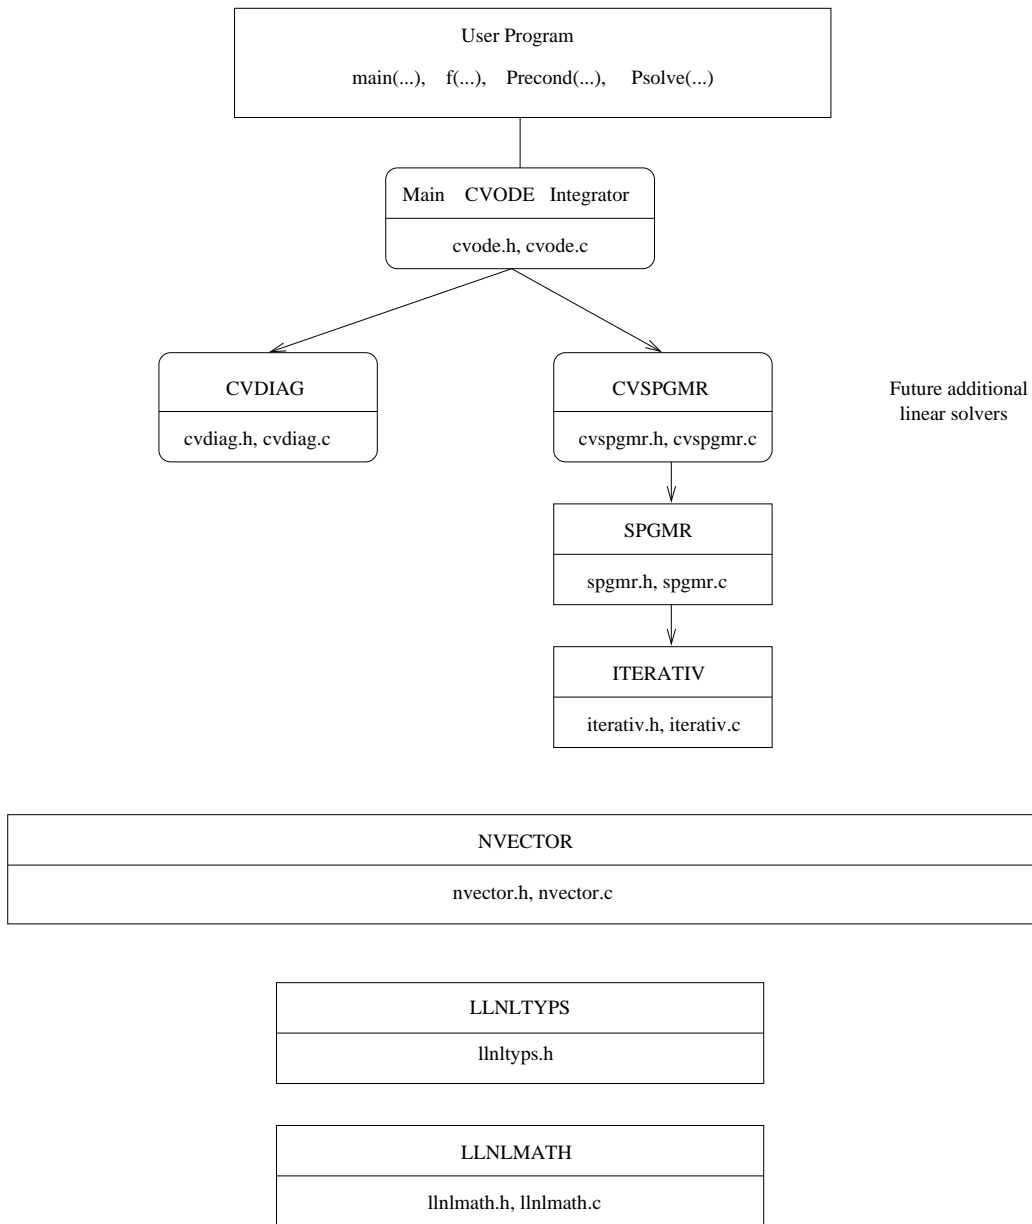 User Program
main(...), f(...), Precond(...), Psolve(...)
Main CVODE Integrator
cvode.h, cvode.c
CVDIAG
cvdiag.h, cvdiag.c
CVSPGMR
cvspgmr.h, cvspgmr.c
Future additional
linear solvers
SPGMR
spgmr.h, spgmr.c
ITERATIV
iterativ.h, iterativ.c
NVECTOR
nvector.h, nvector.c
LLNLTYPS
llnltyps.h
LLNLMATH
llnlmath.h, llnlmath.c